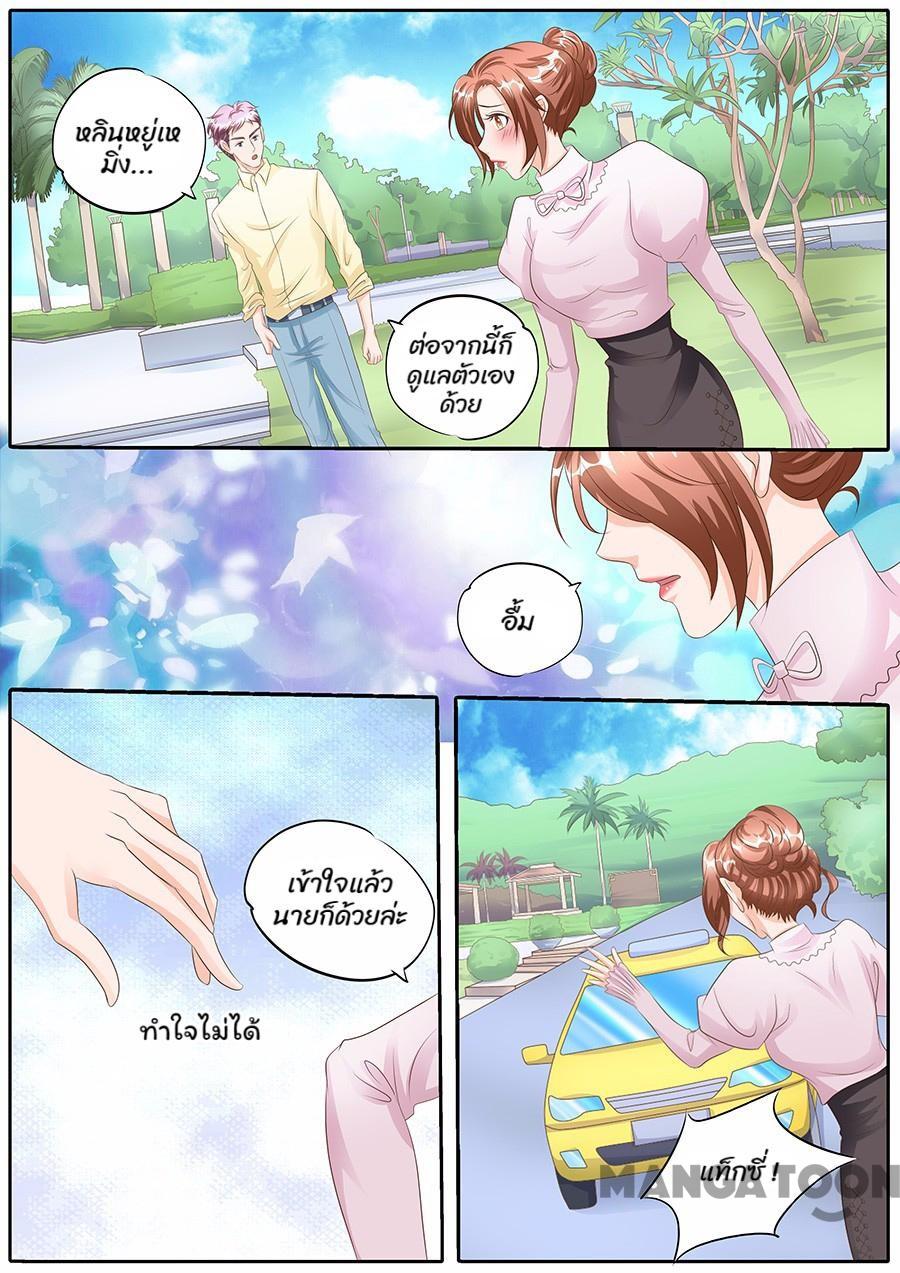 หลินหยู่เห
มิ่ง...
ต่อจากนี้ก็
ดูแลตัวเอง
ด้วย
อื้ม
เข้าใจแล้ว
นายก็ด้วยล่ะ
ทำใจไม่ได้
แท็กซี่ !
MANGATOON